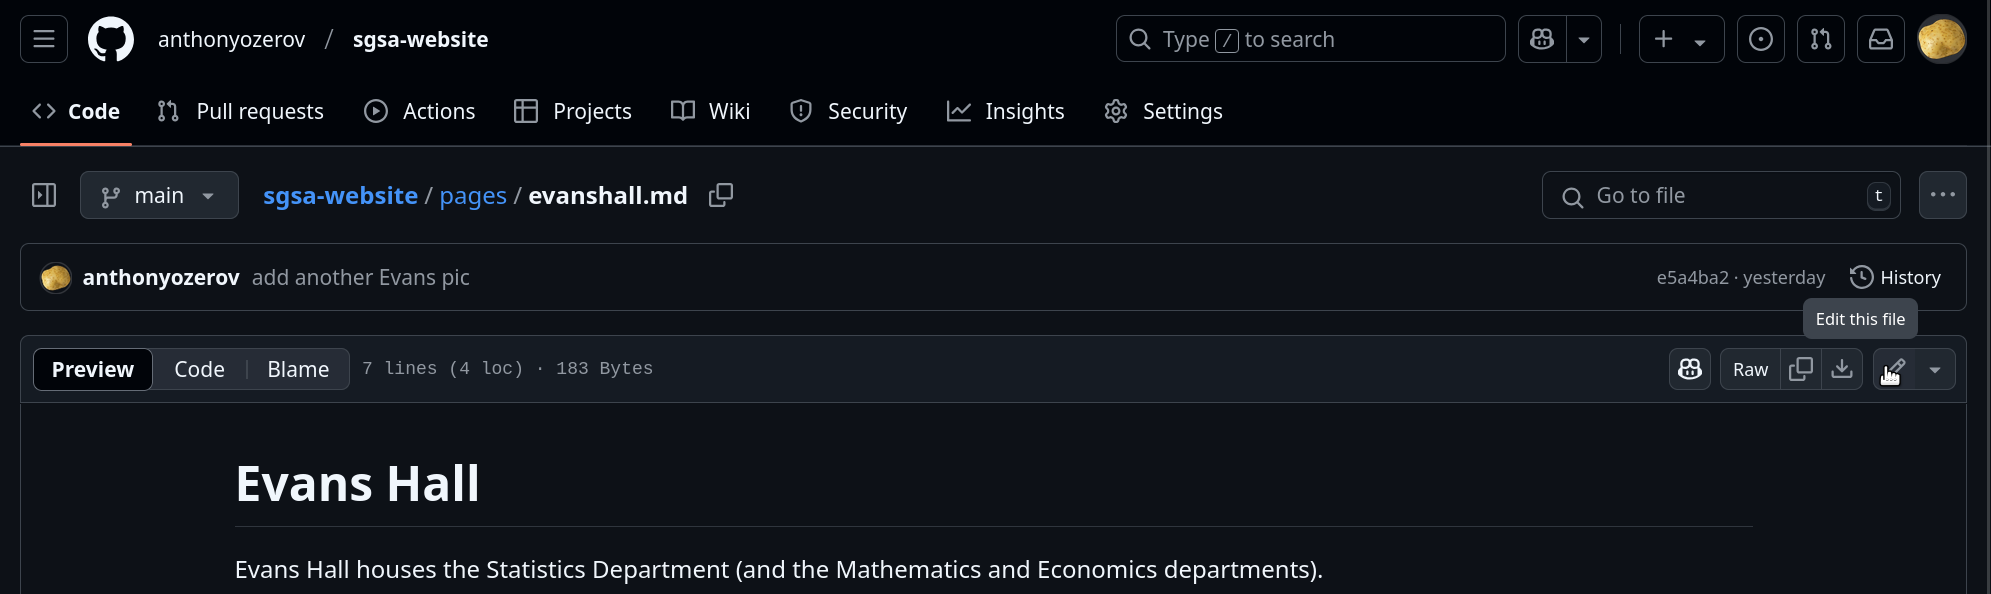 anthonyozerov / sgsa-website
Type / to search
Code Pull requests Actions Projects Wiki Security Insights Settings
main
sgsa-website / pages / evanshall.md
Go to file t
anthonyozerov add another Evans pic
e5a4ba2 · yesterday History
Edit this file
Preview Code Blame 7 lines (4 loc) · 183 Bytes
Raw
Evans Hall
Evans Hall houses the Statistics Department (and the Mathematics and Economics departments).